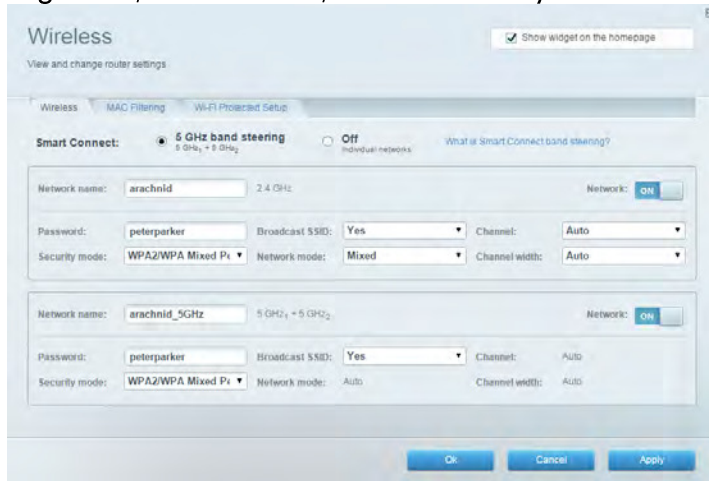 Wireless
Show widget on the homepage
View and change router settings
Wireless MAC Filtering Wi-Fi Protected Setup
Smart Connect: 5 GHz band steering Off What is Smart Connect band steering?
5 GHz1 + 5 GHz2 Individual networks
Network name: arachnid 2.4 GHz Network: ON
Password: peterparker Broadcast SSID: Yes Channel: Auto
Security mode: WPA2/WPA Mixed Network mode: Mixed Channel width: Auto
Network name: arachnid_5GHz 5 GHz1 + 5 GHz2 Network: ON
Password: peterparker Broadcast SSID: Yes Channel: Auto
Security mode: WPA2/WPA Mixed Network mode: Auto Channel width: Auto
Ok Cancel Apply